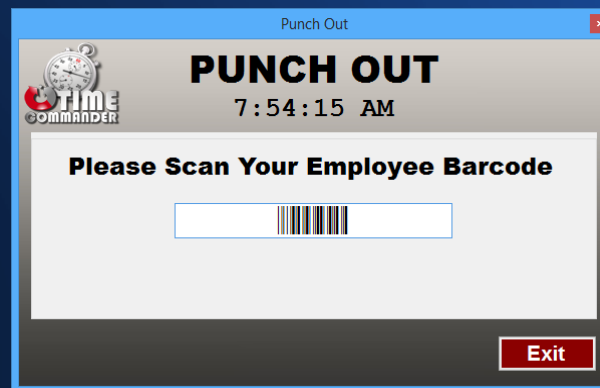 Punch Out
PUNCH OUT
7:54:15 AM
TIME
COMMANDER
Please Scan Your Employee Barcode
Exit